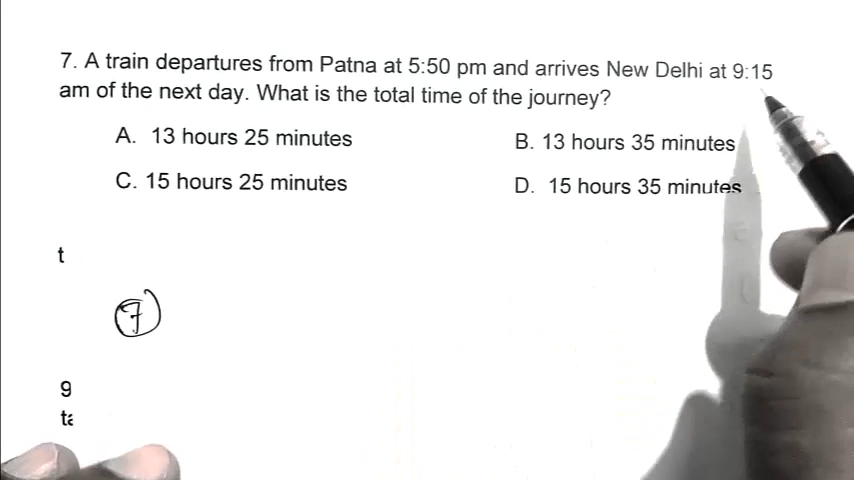 7. A train departures from Patna at 5:50 pm and arrives New Delhi at 9:15
am of the next day. What is the total time of the journey?
A. 13 hours 25 minutes
B. 13 hours 35 minutes
C. 15 hours 25 minutes
D. 15 hours 35 minutes
t
7
9